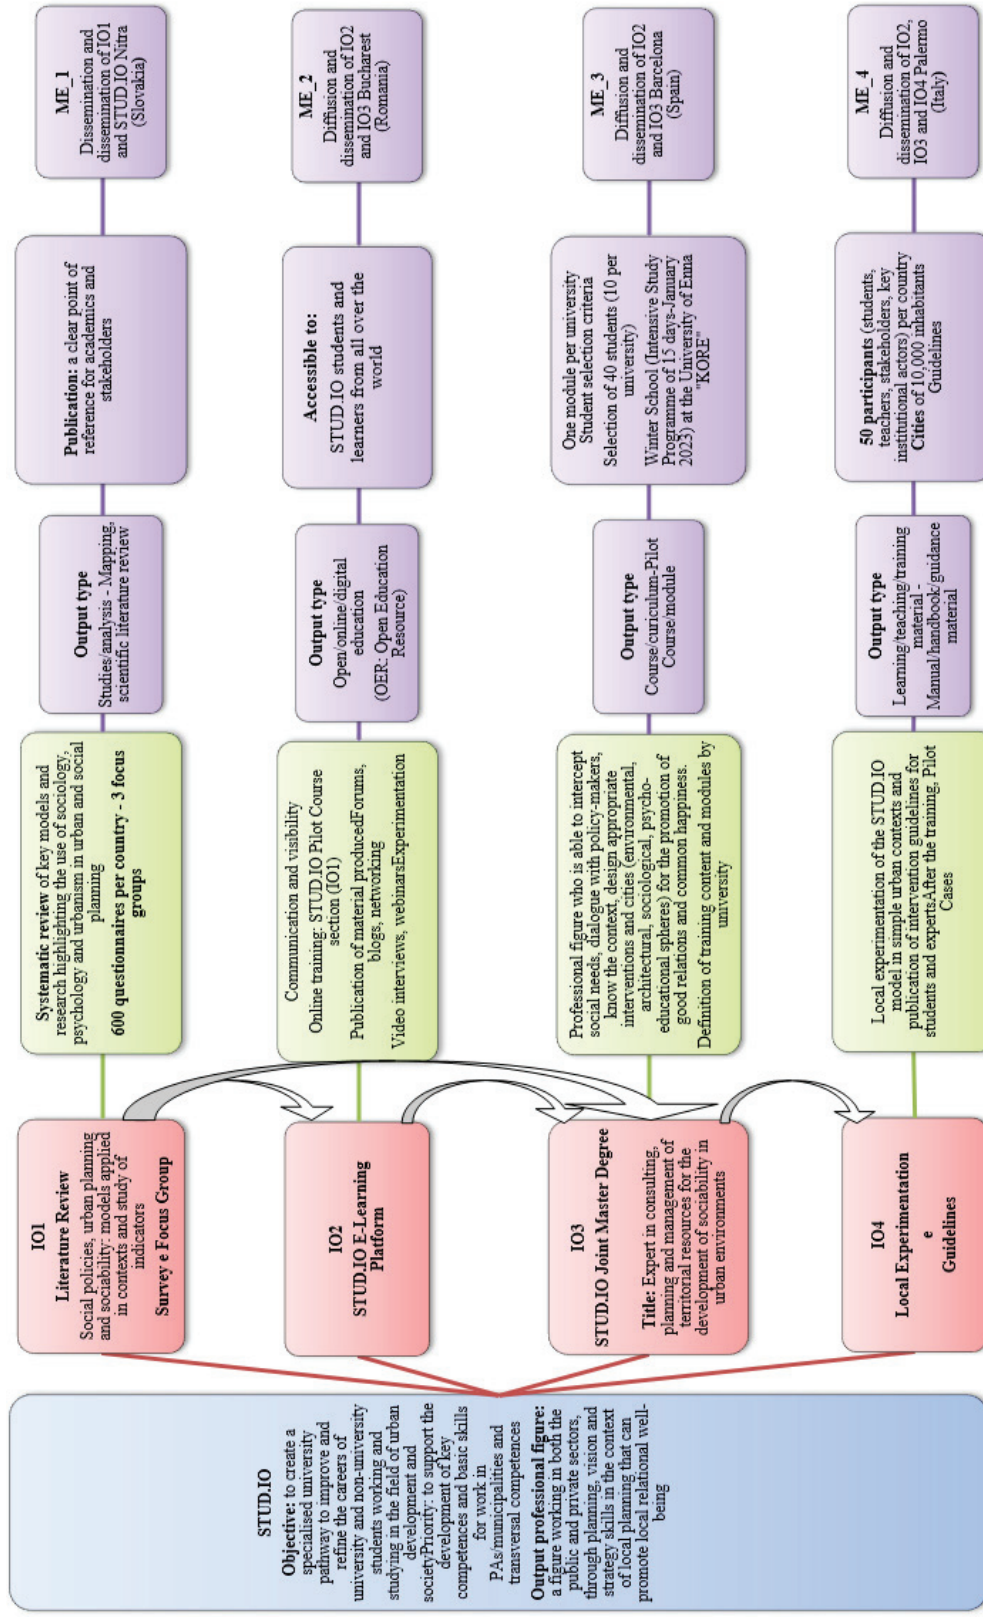 STUD.IO
Objective: to create a
specialised university
pathway to improve and
refine the careers of
university and non-university
students working and
studying in the field of urban
development and
societyPriority: to support the
development of key
competences and basic skills
for work in
PAs/municipalities and
transversal competences
Output professional figure:
a figure working in both the
public and private sectors,
through planning, vision and
strategy skills in the context
of local planning that can
promote local relational well-
being
IO1
Literature Review
Social policies, urban planning
and sociability: models applied
in contexts and study of
indicators
Survey e Focus Group
Systematic review of key models and
research highlighting the use of sociology,
psychology and urbanism in urban and social
planning
600 questionnaires per country - 3 focus
groups
Output type
Studies/analysis - Mapping,
scientific literature review
Publication: a clear point of
reference for academics and
stakeholders
ME_1
Dissemination and
dissemination of IO1
and STUD.IO Nitra
(Slovakia)
IO2
STUD.IO E-Learning
Platform
Communication and visibility
Online training: STUD.IO Pilot Course
section (IO1)
Publication of material producedForums,
blogs, networking
Video interviews, webinarsExperimentation
Output type
Open/online/digital
education
(OER: Open Education
Resource)
Accessible to:
STUD.IO students and
learners from all over the
world
ME_2
Diffusion and
dissemination of IO2
and IO3 Bucharest
(Romania)
IO3
STUD.IO Joint Master Degree
Title: Expert in consulting,
planning and management of
territorial resources for the
development of sociability in
urban environments
Professional figure who is able to intercept
social needs, dialogue with policy-makers,
know the context, design appropriate
interventions and cities (environmental,
architectural, sociological, psycho-
educational spheres) for the promotion of
good relations and common happiness.
Definition of training content and modules by
university
Output type
Course/curiculum-Pilot
Course/module
One module per university
Student selection criteria
Selection of 40 students (10 per
university)
Winter School (Intensive Study
Programme of 15 days-January
2023) at the University of Enna
"KORE"
ME_3
Diffusion and
dissemination of IO2
and IO3 Barcelona
(Spain)
IO4
Local Experimentation
e
Guidelines
Local experimentation of the STUD.IO
model in simple urban contexts and
publication of intervention guidelines for
students and expertsAfter the training, Pilot
Cases
Output type
Learning/teaching/training
material -
Manual/handbook/guidance
material
50 participants (students,
teachers, stakeholders, key
institutional actors) per country
Cities of 10,000 inhabitants
Guidelines
ME_4
Diffusion and
dissemination of IO2,
IO3 and IO4 Palermo
(Italy)